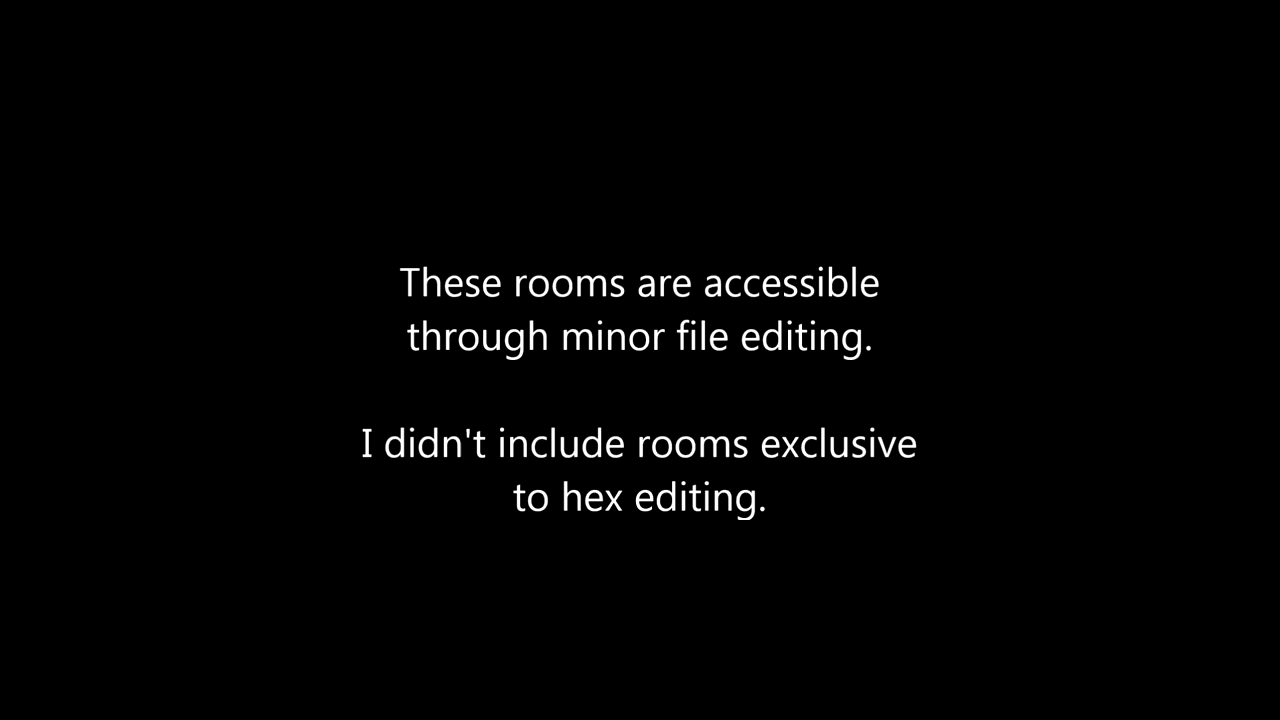 These rooms are accessible
through minor file editing.
I didn't include rooms exclusive
to hex editing.